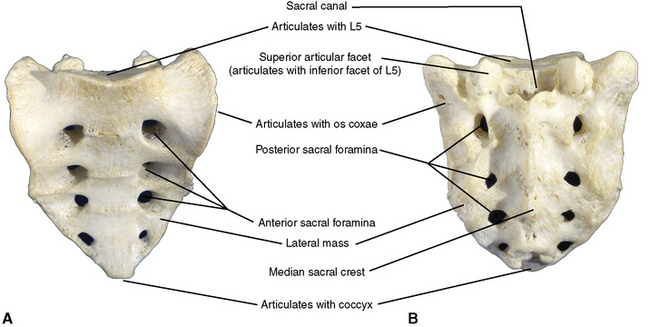 Sacral canal
Articulates with L5
Superior articular facet
(articulates with inferior facet of L5)
Articulates with os coxae
Posterior sacral foramina
Anterior sacral foramina
Lateral mass
Median sacral crest
Articulates with coccyx
A
B